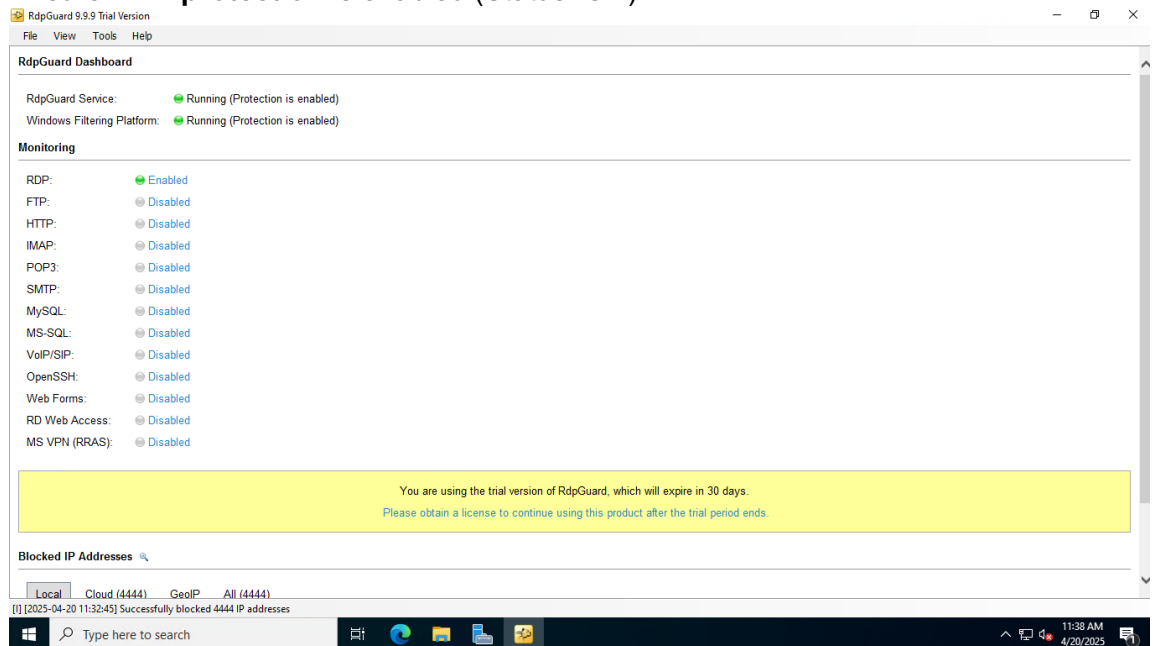 RdpGuard 9.9.9 Trial Version
File View Tools Help
RdpGuard Dashboard
RdpGuard Service: Running (Protection is enabled)
Windows Filtering Platform: Running (Protection is enabled)
Monitoring
RDP: Enabled
FTP: Disabled
HTTP: Disabled
IMAP: Disabled
POP3: Disabled
SMTP: Disabled
MySQL: Disabled
MS-SQL: Disabled
VoIP/SIP: Disabled
OpenSSH: Disabled
Web Forms: Disabled
RD Web Access: Disabled
MS VPN (RRAS): Disabled
You are using the trial version of RdpGuard, which will expire in 30 days.
Please obtain a license to continue using this product after the trial period ends.
Blocked IP Addresses
Local Cloud (4444) GeoIP All (4444)
[I] [2025-04-20 11:32:45] Successfully blocked 4444 IP addresses
Type here to search
11:38 AM
4/20/2025
1